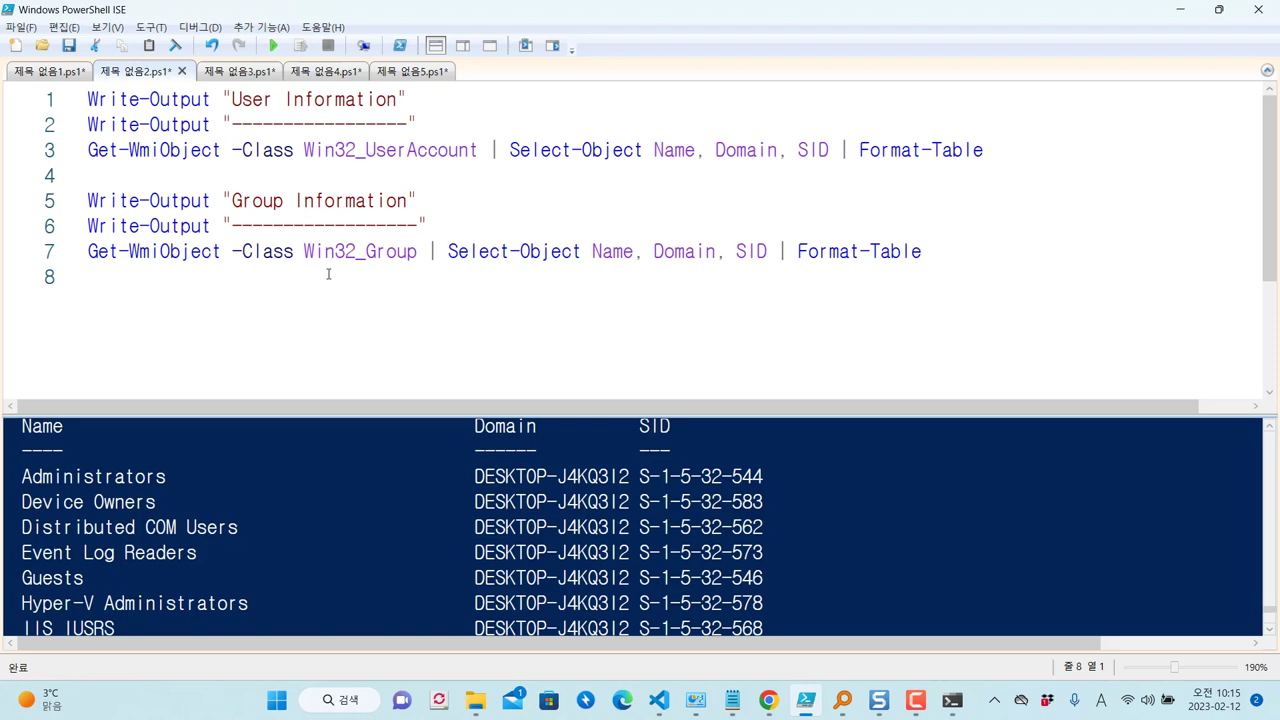 Windows PowerShell ISE
파일(F) 편집(E) 보기(V) 도구(T) 디버그(D) 추가 기능(A) 도움말(H)
제목 없음1.ps1* 제목 없음2.ps1* 제목 없음3.ps1* 제목 없음4.ps1* 제목 없음5.ps1*
1 Write-Output "User Information"
2 Write-Output "-----------------"
3 Get-WmiObject -Class Win32_UserAccount | Select-Object Name, Domain, SID | Format-Table
4
5 Write-Output "Group Information"
6 Write-Output "------------------"
7 Get-WmiObject -Class Win32_Group | Select-Object Name, Domain, SID | Format-Table
8
Name Domain SID
---- ------ ---
Administrators DESKTOP-J4KQ3I2 S-1-5-32-544
Device Owners DESKTOP-J4KQ3I2 S-1-5-32-583
Distributed COM Users DESKTOP-J4KQ3I2 S-1-5-32-562
Event Log Readers DESKTOP-J4KQ3I2 S-1-5-32-573
Guests DESKTOP-J4KQ3I2 S-1-5-32-546
Hyper-V Administrators DESKTOP-J4KQ3I2 S-1-5-32-578
IIS_IUSRS DESKTOP-J4KQ3I2 S-1-5-32-568
완료 줄 8 열 1 190%
3°C 검색 1 A 오전 10:15
맑음 2023-02-12 2